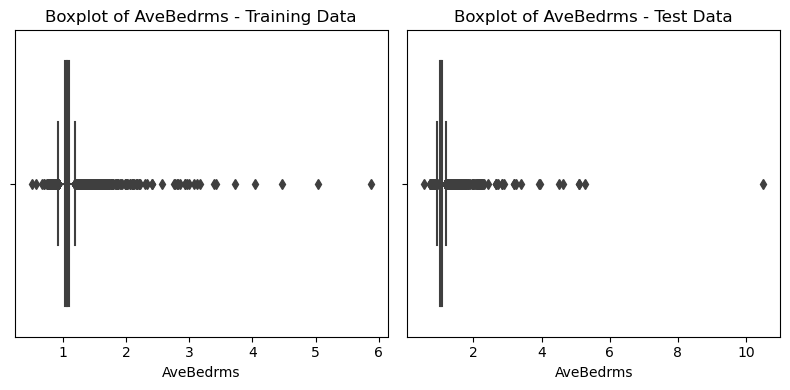 Boxplot of AveBedrms - Training Data
1 2 3 4 5 6
AveBedrms
Boxplot of AveBedrms - Test Data
2 4 6 8 10
AveBedrms